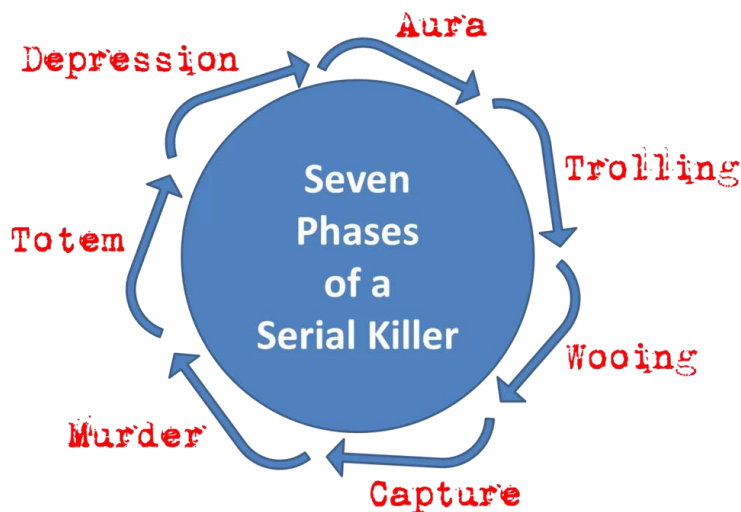 Seven
Phases
of a
Serial Killer
Aura
Trolling
Wooing
Capture
Murder
Totem
Depression